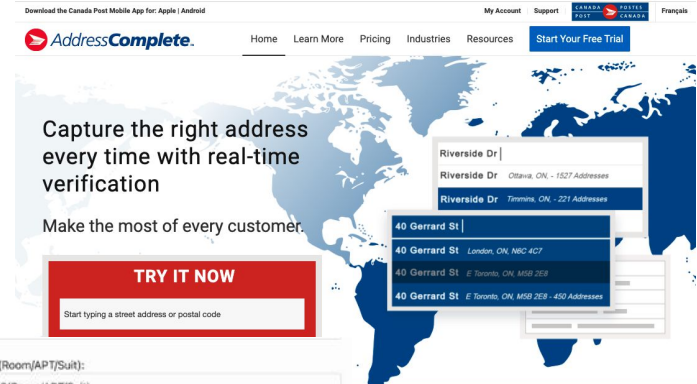 Download the Canada Post Mobile App for: Apple | Android
My Account Support CANADA POST POSTES CANADA Français
AddressComplete™ Home Learn More Pricing Industries Resources Start Your Free Trial
Capture the right address
every time with real-time
verification
Make the most of every customer.
TRY IT NOW
Start typing a street address or postal code
Riverside Dr
Riverside Dr Ottawa, ON, - 1527 Addresses
Riverside Dr Timmins, ON, - 221 Addresses
40 Gerrard St
40 Gerrard St London, ON, N6C 4C7
40 Gerrard St E Toronto, ON, M5B 2E8
40 Gerrard St E Toronto, ON, M5B 2E8 - 450 Addresses
(Room/APT/Suit):